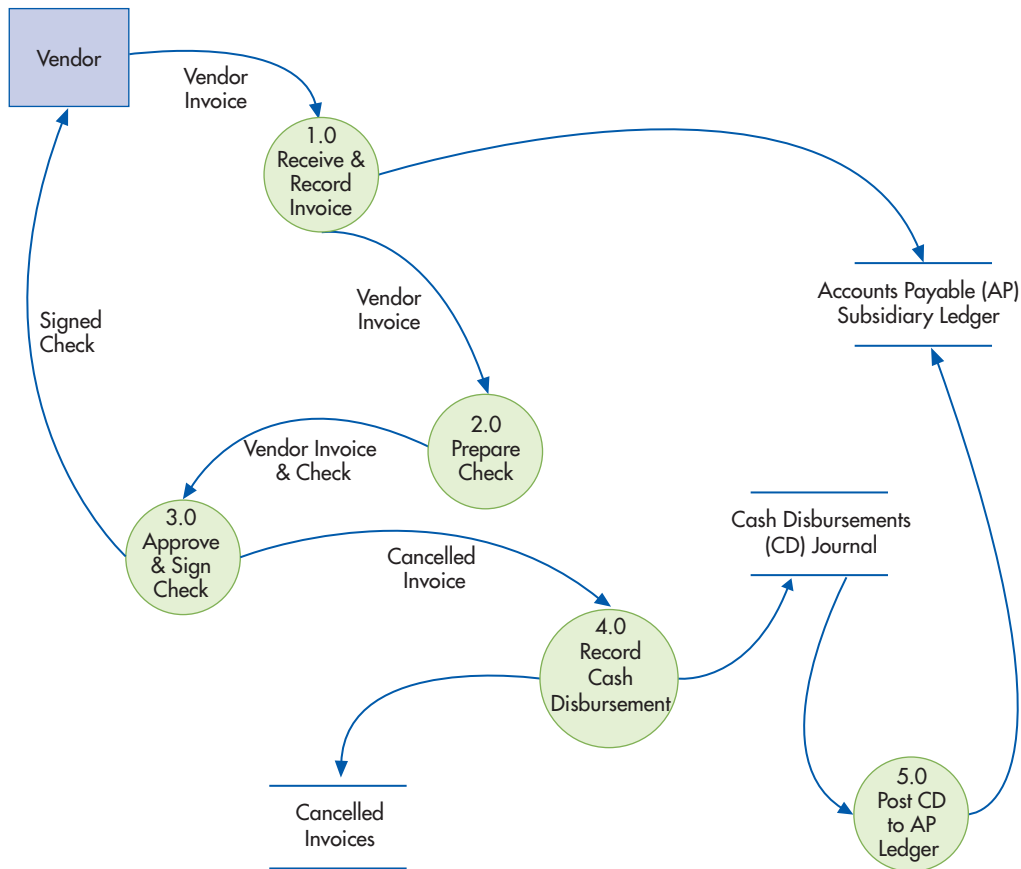 Vendor
Vendor
Invoice
1.0
Receive &
Record
Invoice
Vendor
Invoice
Accounts Payable (AP)
Subsidiary Ledger
Signed
Check
2.0
Prepare
Check
Vendor Invoice
& Check
3.0
Approve
& Sign
Check
Cancelled
Invoice
Cash Disbursements
(CD) Journal
4.0
Record
Cash
Disbursement
Cancelled
Invoices
5.0
Post CD
to AP
Ledger